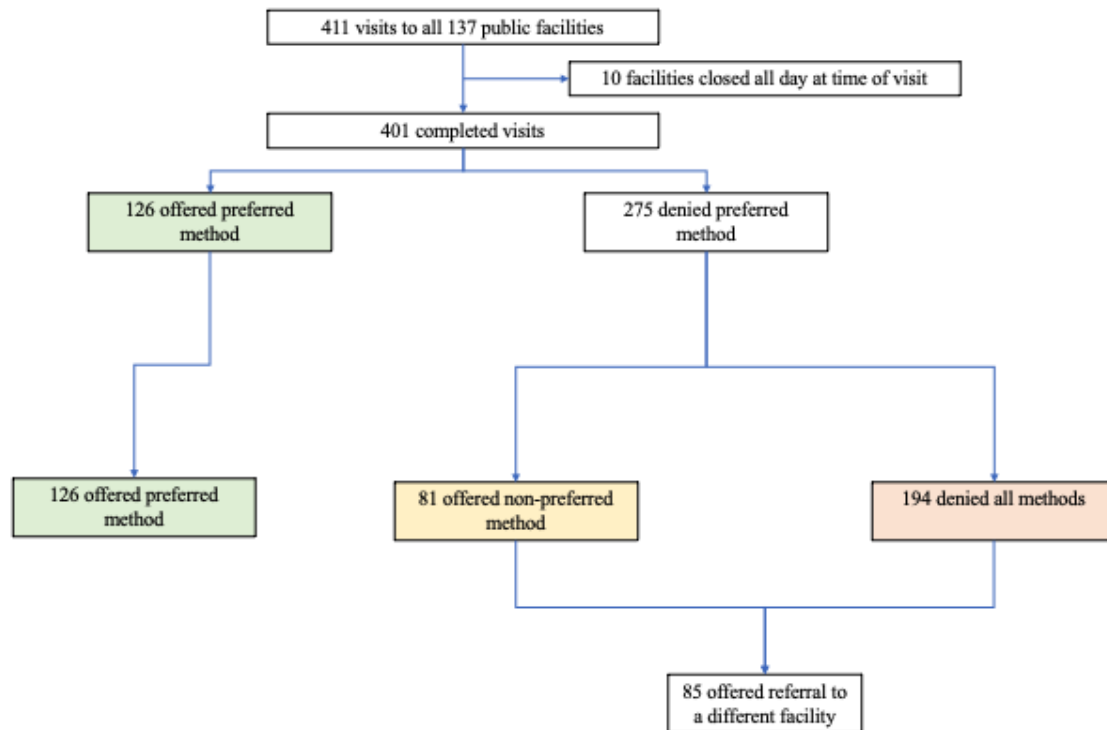 411 visits to all 137 public facilities
10 facilities closed all day at time of visit
401 completed visits
126 offered preferred
method
275 denied preferred
method
126 offered preferred
method
81 offered non-preferred
method
194 denied all methods
85 offered referral to
a different facility